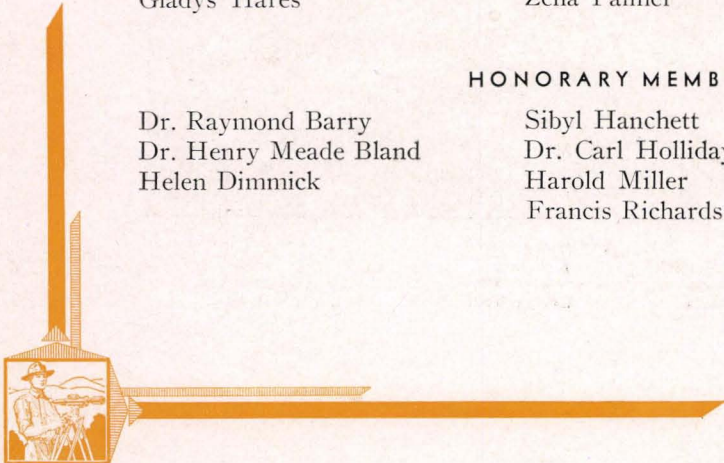 HONORARY MEMB
Dr. Raymond Barry
Dr. Henry Meade Bland
Helen Dimmick
Sibyl Hanchett
Dr. Carl Holliday
Harold Miller
Francis Richards